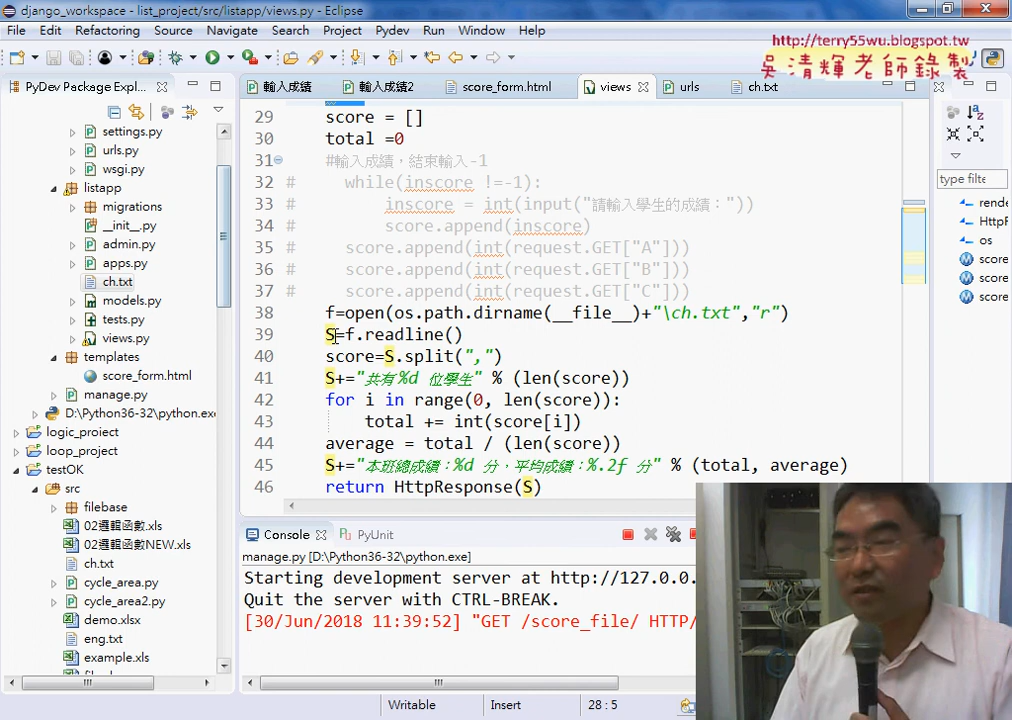 django_workspace - list_project/src/listapp/views.py - Eclipse
File Edit Refactoring Source Navigate Search Project Pydev Run Window Help
http://terry55wu.blogspot.tw
吳清輝老師錄製
PyDev Package Expl...
輸入成績
輸入成績2
score_form.html
views
urls
ch.txt
settings.py
urls.py
wsgi.py
listapp
migrations
__init__.py
admin.py
apps.py
ch.txt
models.py
tests.py
views.py
templates
score_form.html
manage.py
D:\Python36-32\python.exe
logic_project
loop_project
testOK
src
filebase
02邏輯函數.xls
02邏輯函數NEW.xls
ch.txt
cycle_area.py
cycle_area2.py
demo.xlsx
eng.txt
example.xls
29 score = []
30 total =0
31 #輸入成績，結束輸入-1
32 # while(inscore !=-1):
33 # inscore = int(input("請輸入學生的成績："))
34 # score.append(inscore)
35 # score.append(int(request.GET["A"]))
36 # score.append(int(request.GET["B"]))
37 # score.append(int(request.GET["C"]))
38 f=open(os.path.dirname(__file__)+"\ch.txt","r")
39 S=f.readline()
40 score=S.split(",")
41 S+="共有%d 位學生" % (len(score))
42 for i in range(0, len(score)):
43 total += int(score[i])
44 average = total / (len(score))
45 S+="本班總成績：%d 分，平均成績：%.2f 分" % (total, average)
46 return HttpResponse(S)
type filte
rende
HttpF
os
score
score
score
Console
PyUnit
manage.py [D:\Python36-32\python.exe]
Starting development server at http://127.0.0.
Quit the server with CTRL-BREAK.
[30/Jun/2018 11:39:52] "GET /score_file/ HTTP/
Writable
Insert
28 : 5